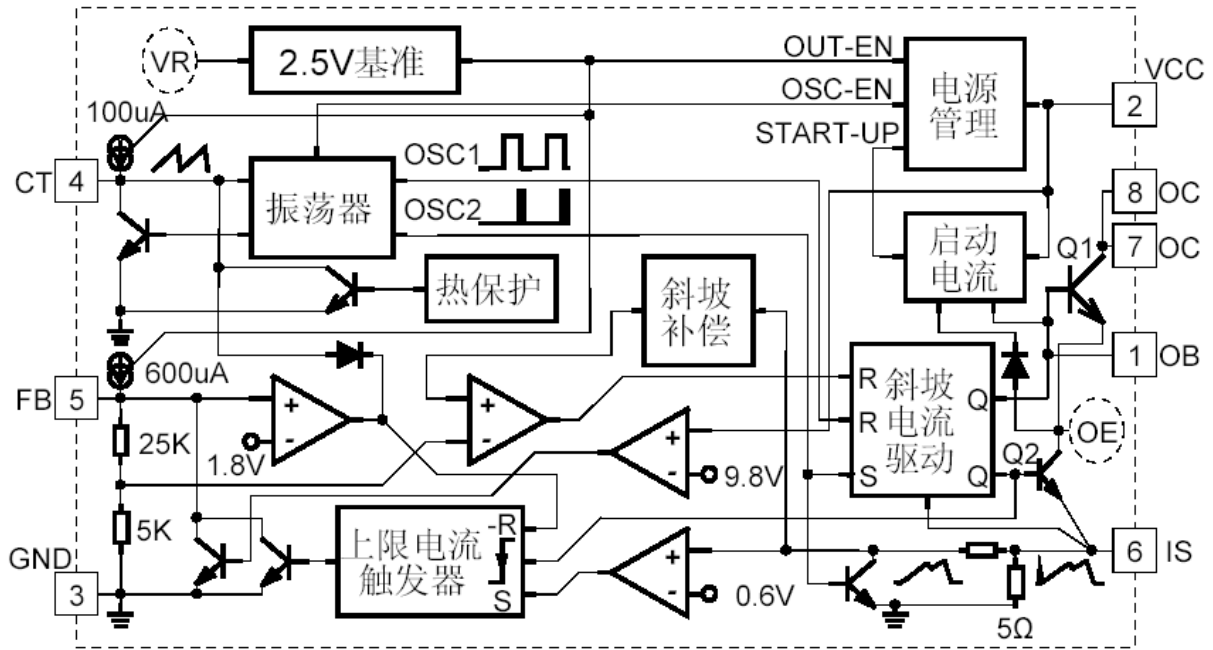 VR
2.5V基准
OUT-EN
OSC-EN
START-UP
电源
管理
VCC
2
100uA
CT
4
振荡器
OSC1
OSC2
8
OC
7
OC
Q1
启动
电流
热保护
斜坡
补偿
600uA
FB
5
+
-
1.8V
+
-
+
-
9.8V
R
R
S
斜坡
电流
驱动
Q
Q
1
OB
OE
Q2
25K
5K
GND
3
上限电流
触发器
-R
S
+
-
0.6V
6
IS
5Ω